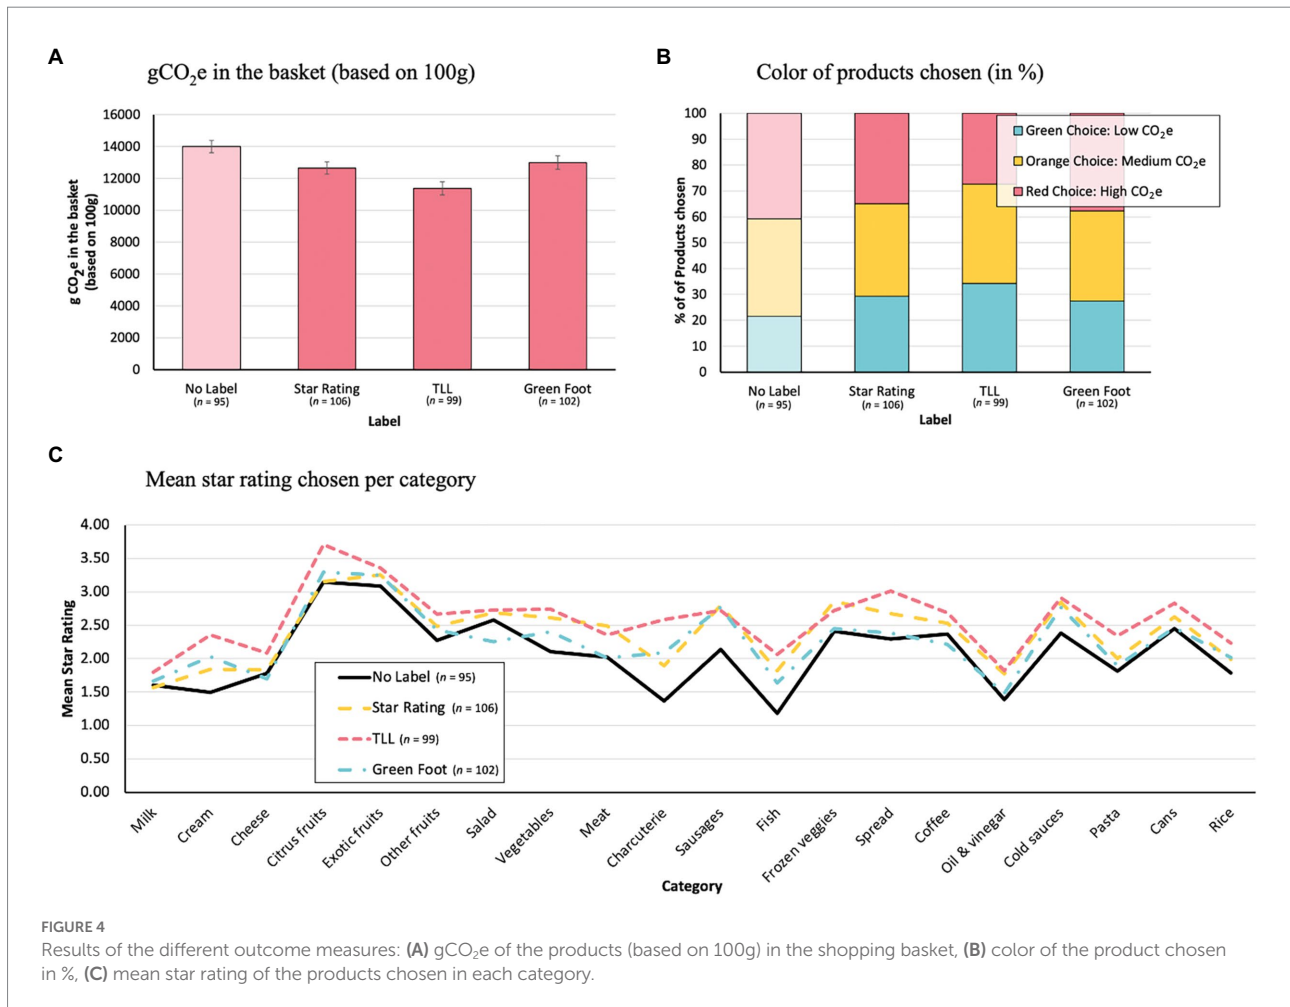 A
gCO₂e in the basket (based on 100g)
16000
14000
12000
10000
8000
6000
4000
2000
0
g CO₂e in the basket
(based on 100g)
No Label
(n = 95)
Star Rating
(n = 106)
TLL
(n = 99)
Green Foot
(n = 102)
Label
B
Color of products chosen (in %)
100
90
80
70
60
50
40
30
20
10
0
% of of Products chosen
Green Choice: Low CO₂e
Orange Choice: Medium CO₂e
Red Choice: High CO₂e
No Label
(n = 95)
Star Rating
(n = 106)
TLL
(n = 99)
Green Foot
(n = 102)
Label
C
Mean star rating chosen per category
4.00
3.50
3.00
2.50
2.00
1.50
1.00
0.50
0.00
Mean Star Rating
No Label (n = 95)
Star Rating (n = 106)
TLL (n = 99)
Green Foot (n = 102)
Milk
Cream
Cheese
Citrus fruits
Exotic fruits
Other fruits
Salad
Vegetables
Meat
Charcuterie
Sausages
Fish
Frozen veggies
Spread
Coffee
Oil & vinegar
Cold sauces
Pasta
Cans
Rice
Category
FIGURE 4
Results of the different outcome measures: (A) gCO₂e of the products (based on 100g) in the shopping basket, (B) color of the product chosen
in %, (C) mean star rating of the products chosen in each category.